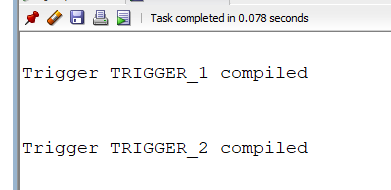 Task completed in 0.078 seconds
Trigger TRIGGER_1 compiled
Trigger TRIGGER_2 compiled